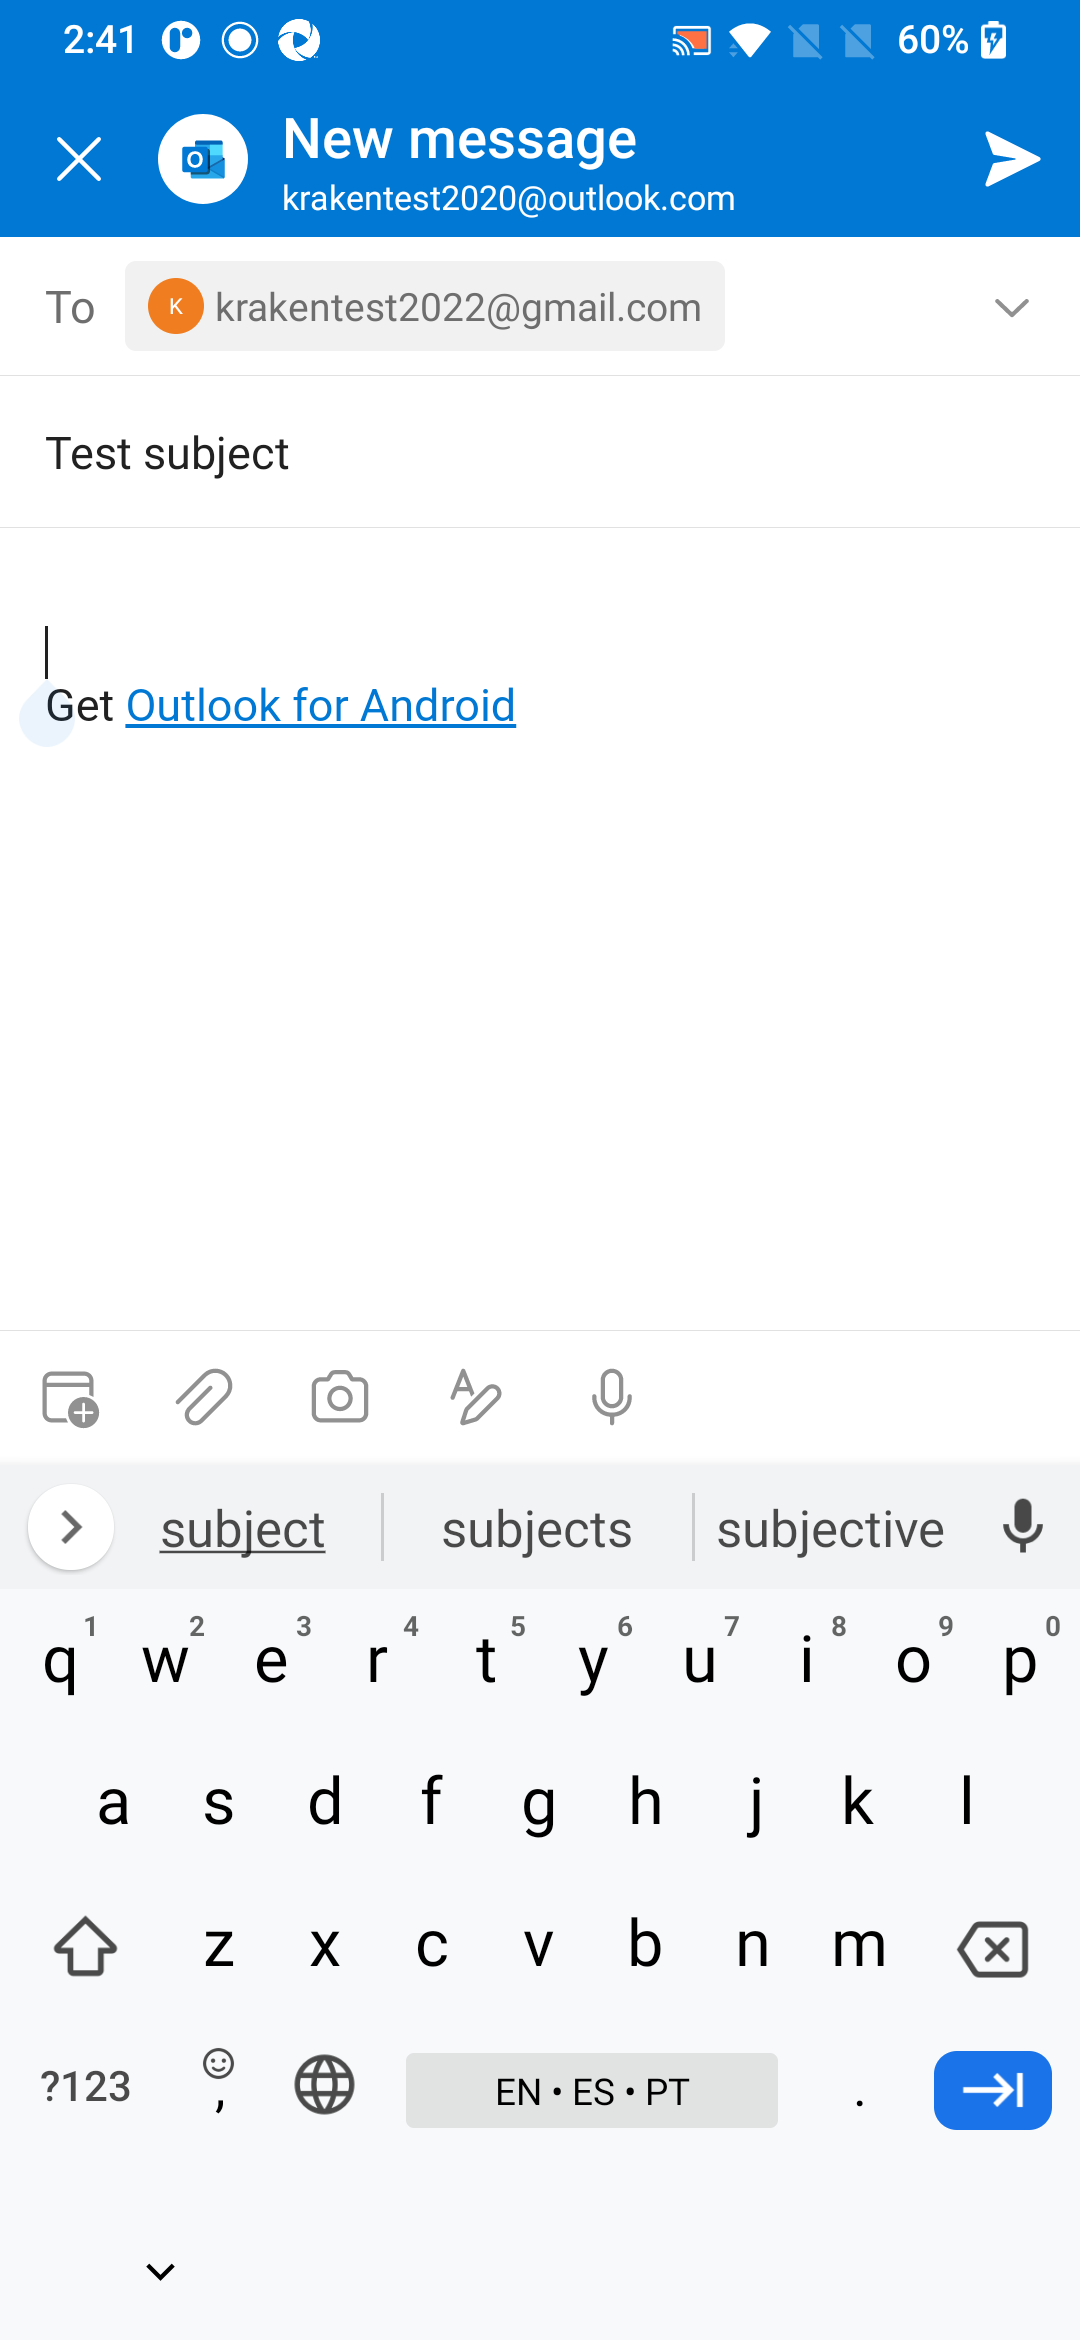 2:41
60%
New message
krakentest2020@outlook.com
To
K krakentest2022@gmail.com
Test subject
Get Outlook for Android
subject subjects subjective
q1 w2 e3 r4 t5 y6 u7 i8 o9 p0
a s d f g h j k l
z x c v b n m
?123 , EN • ES • PT .